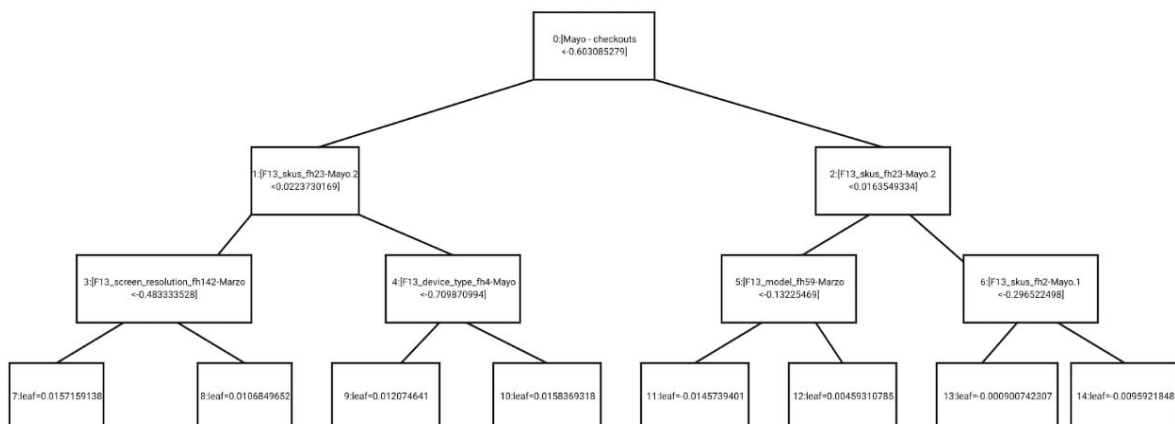 0:[Mayo - checkouts
<-0.603085279]
1:[F13_skus_fh23-Mayo.2
<0.0223730169]
2:[F13_skus_fh23-Mayo.2
<0.0163549334]
3:[F13_screen_resolution_fh142-Marzo
<-0.483333528]
4:[F13_device_type_fh4-Mayo
<-0.709870994]
5:[F13_model_fh59-Marzo
<-0.13225469]
6:[F13_skus_fh2-Mayo.1
<-0.296522498]
7:leaf=0.0157159138
8:leaf=0.0106849652
9:leaf=0.012074641
10:leaf=0.0158369318
11:leaf=-0.0145739401
12:leaf=0.00459310785
13:leaf=-0.000900742307
14:leaf=-0.0095921848